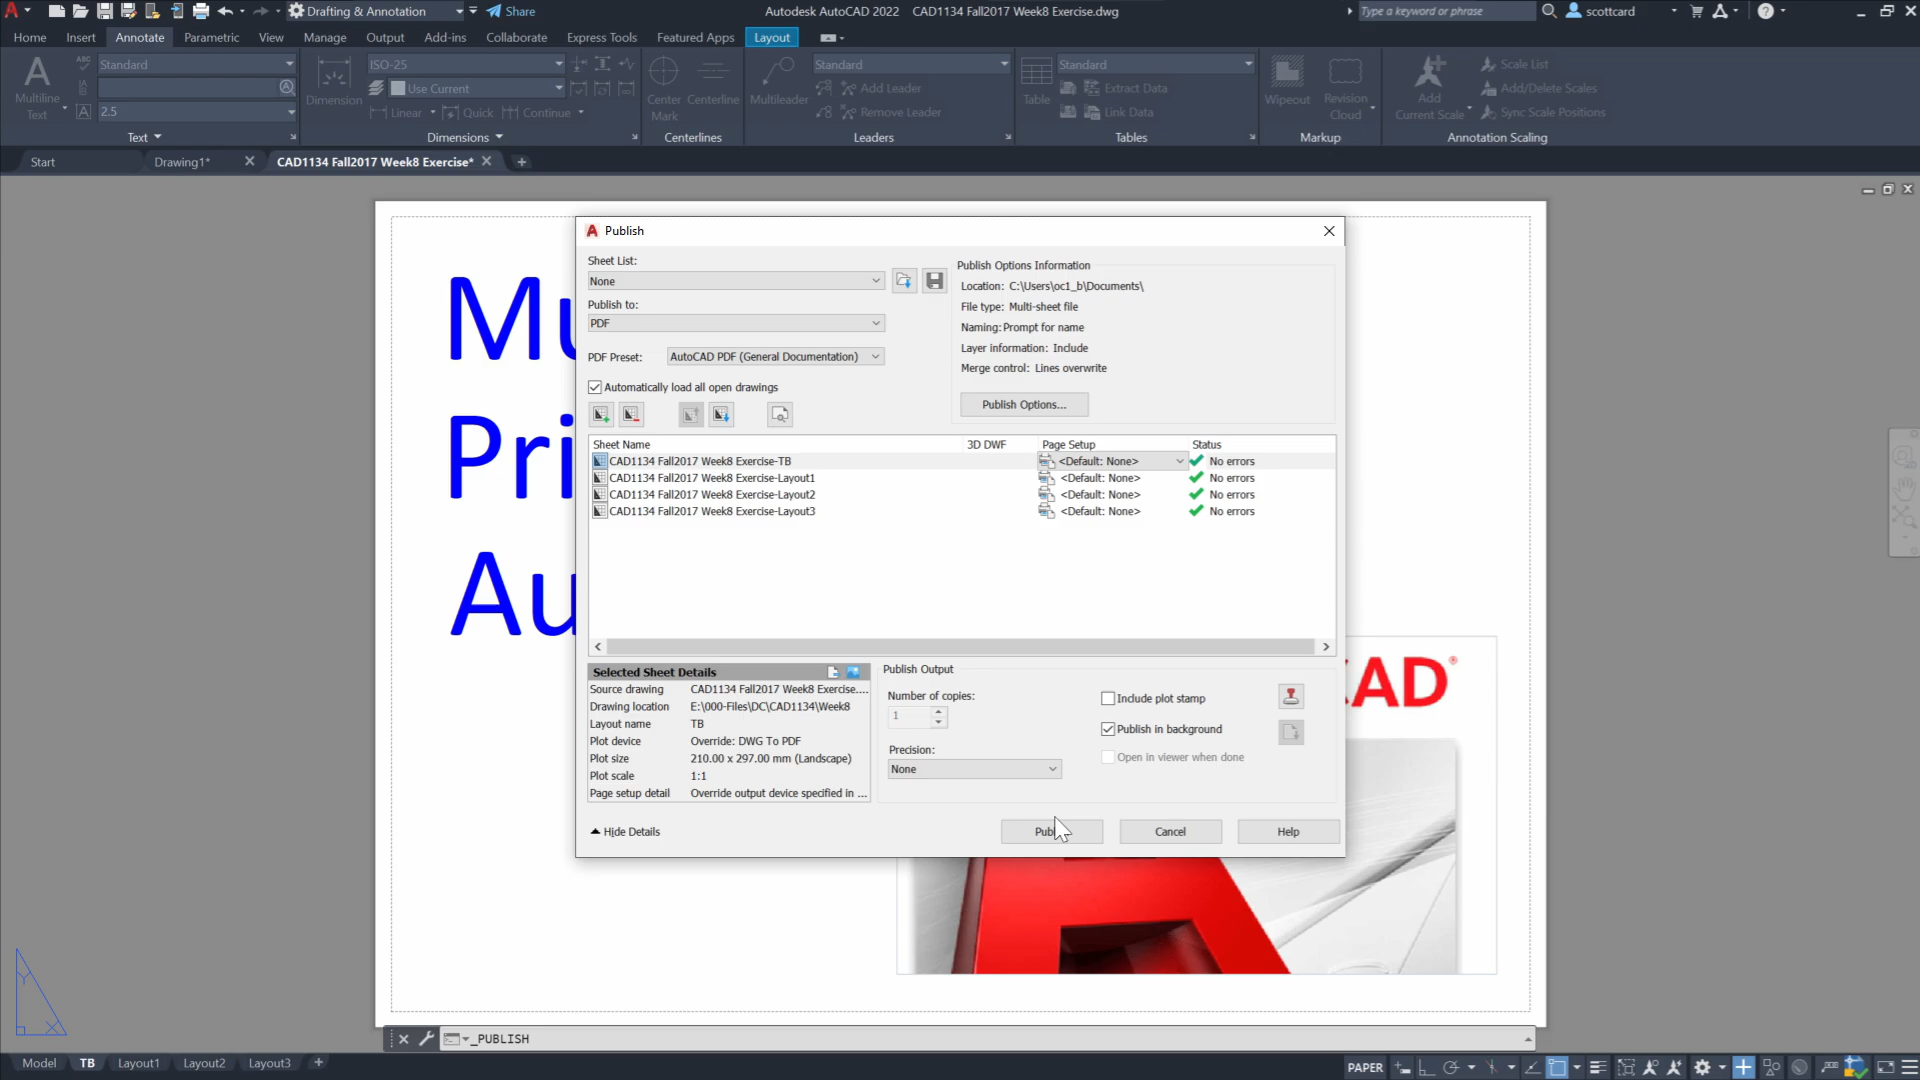 Drafting & Annotation
Share
Autodesk AutoCAD 2022 CAD1134 Fall2017 Week8 Exercise.dwg
Type a keyword or phrase
scottcard
Home Insert Annotate Parametric View Manage Output Add-ins Collaborate Express Tools Featured Apps Layout
Multiline
Text
Standard
2.5
Text
Dimension
ISO-25
Use Current
Linear Quick Continue
Dimensions
Center
Mark
Centerline
Centerlines
Multileader
Standard
Add Leader
Remove Leader
Leaders
Table
Standard
Extract Data
Link Data
Tables
Wipeout
Revision
Cloud
Markup
Add
Current Scale
Scale List
Add/Delete Scales
Sync Scale Positions
Annotation Scaling
Start Drawing1* CAD1134 Fall2017 Week8 Exercise*
Publish
Sheet List:
None
Publish to:
PDF
PDF Preset: AutoCAD PDF (General Documentation)
Automatically load all open drawings
Publish Options Information
Location: C:\Users\oc1_b\Documents\
File type: Multi-sheet file
Naming: Prompt for name
Layer information: Include
Merge control: Lines overwrite
Publish Options...
Sheet Name 3D DWF Page Setup Status
CAD1134 Fall2017 Week8 Exercise-TB <Default: None> No errors
CAD1134 Fall2017 Week8 Exercise-Layout1 <Default: None> No errors
CAD1134 Fall2017 Week8 Exercise-Layout2 <Default: None> No errors
CAD1134 Fall2017 Week8 Exercise-Layout3 <Default: None> No errors
Selected Sheet Details
Source drawing CAD1134 Fall2017 Week8 Exercise....
Drawing location E:\000-Files\DC\CAD1134\Week8
Layout name TB
Plot device Override: DWG To PDF
Plot size 210.00 x 297.00 mm (Landscape)
Plot scale 1:1
Page setup detail Override output device specified in ...
Publish Output
Number of copies:
1
Precision:
None
Include plot stamp
Publish in background
Open in viewer when done
Hide Details
Cancel
Help
Mu
Pri
Au
CAD®
_PUBLISH
Model TB Layout1 Layout2 Layout3
PAPER